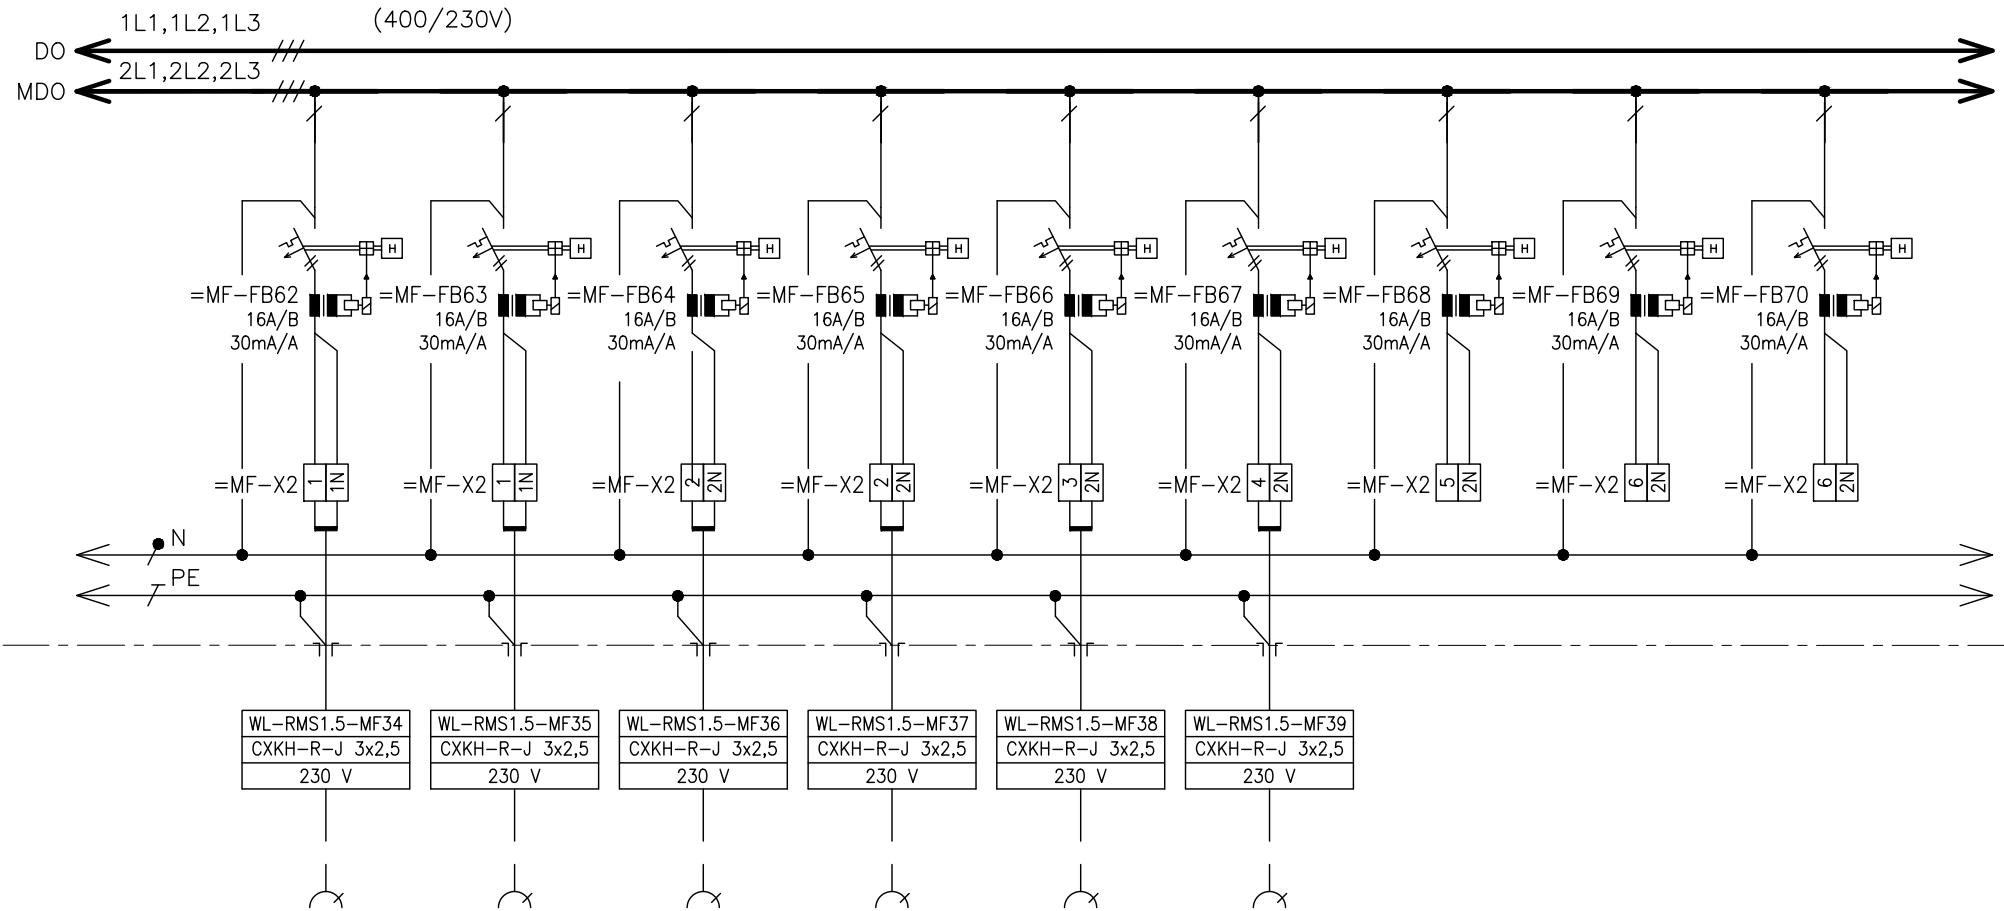 1L1,1L2,1L3 (400/230V)
DO
2L1,2L2,2L3
MDO
H H H H H H H H H
=MF-FB62 =MF-FB63 =MF-FB64 =MF-FB65 =MF-FB66 =MF-FB67 =MF-FB68 =MF-FB69 =MF-FB70
16A/B 16A/B 16A/B 16A/B 16A/B 16A/B 16A/B 16A/B 16A/B
30mA/A 30mA/A 30mA/A 30mA/A 30mA/A 30mA/A 30mA/A 30mA/A 30mA/A
=MF-X2 1 1N =MF-X2 1 1N =MF-X2 2 2N =MF-X2 2 2N =MF-X2 3 2N =MF-X2 4 2N =MF-X2 5 2N =MF-X2 6 2N =MF-X2 6 2N
N
PE
WL-RMS1.5-MF34 WL-RMS1.5-MF35 WL-RMS1.5-MF36 WL-RMS1.5-MF37 WL-RMS1.5-MF38 WL-RMS1.5-MF39
CXKH-R-J 3x2,5 CXKH-R-J 3x2,5 CXKH-R-J 3x2,5 CXKH-R-J 3x2,5 CXKH-R-J 3x2,5 CXKH-R-J 3x2,5
230 V 230 V 230 V 230 V 230 V 230 V